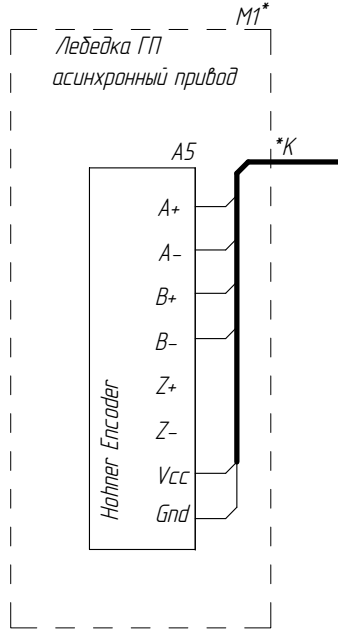 M1*
Лебедка ГП
асинхронный привод
A5
*К
A+
A-
B+
B-
Z+
Z-
Vcc
Gnd
Hohner Encoder